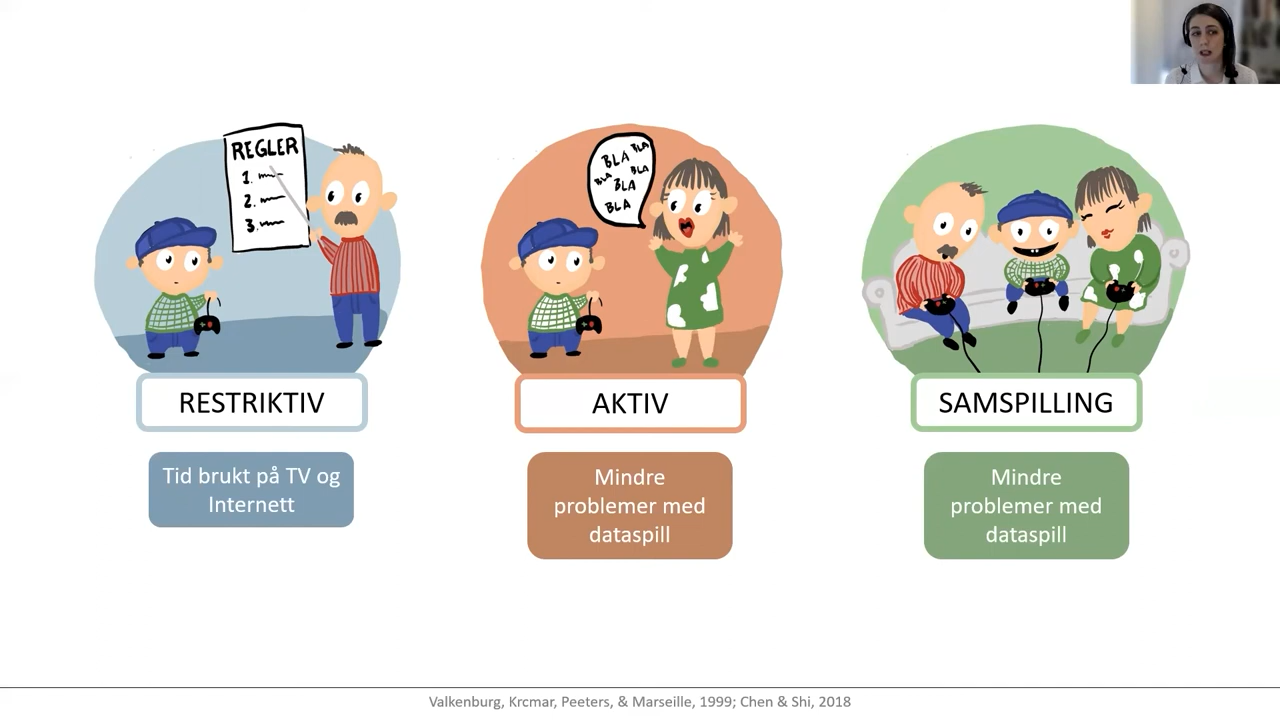 REGLER
1.
2.
3.
BLA BLA
BLA BLA
BLA
BLA
RESTRIKTIV
AKTIV
SAMSPILLING
Tid brukt på TV og
Internett
Mindre
problemer med
dataspill
Mindre
problemer med
dataspill
Valkenburg, Krcmar, Peeters, & Marseille, 1999; Chen & Shi, 2018